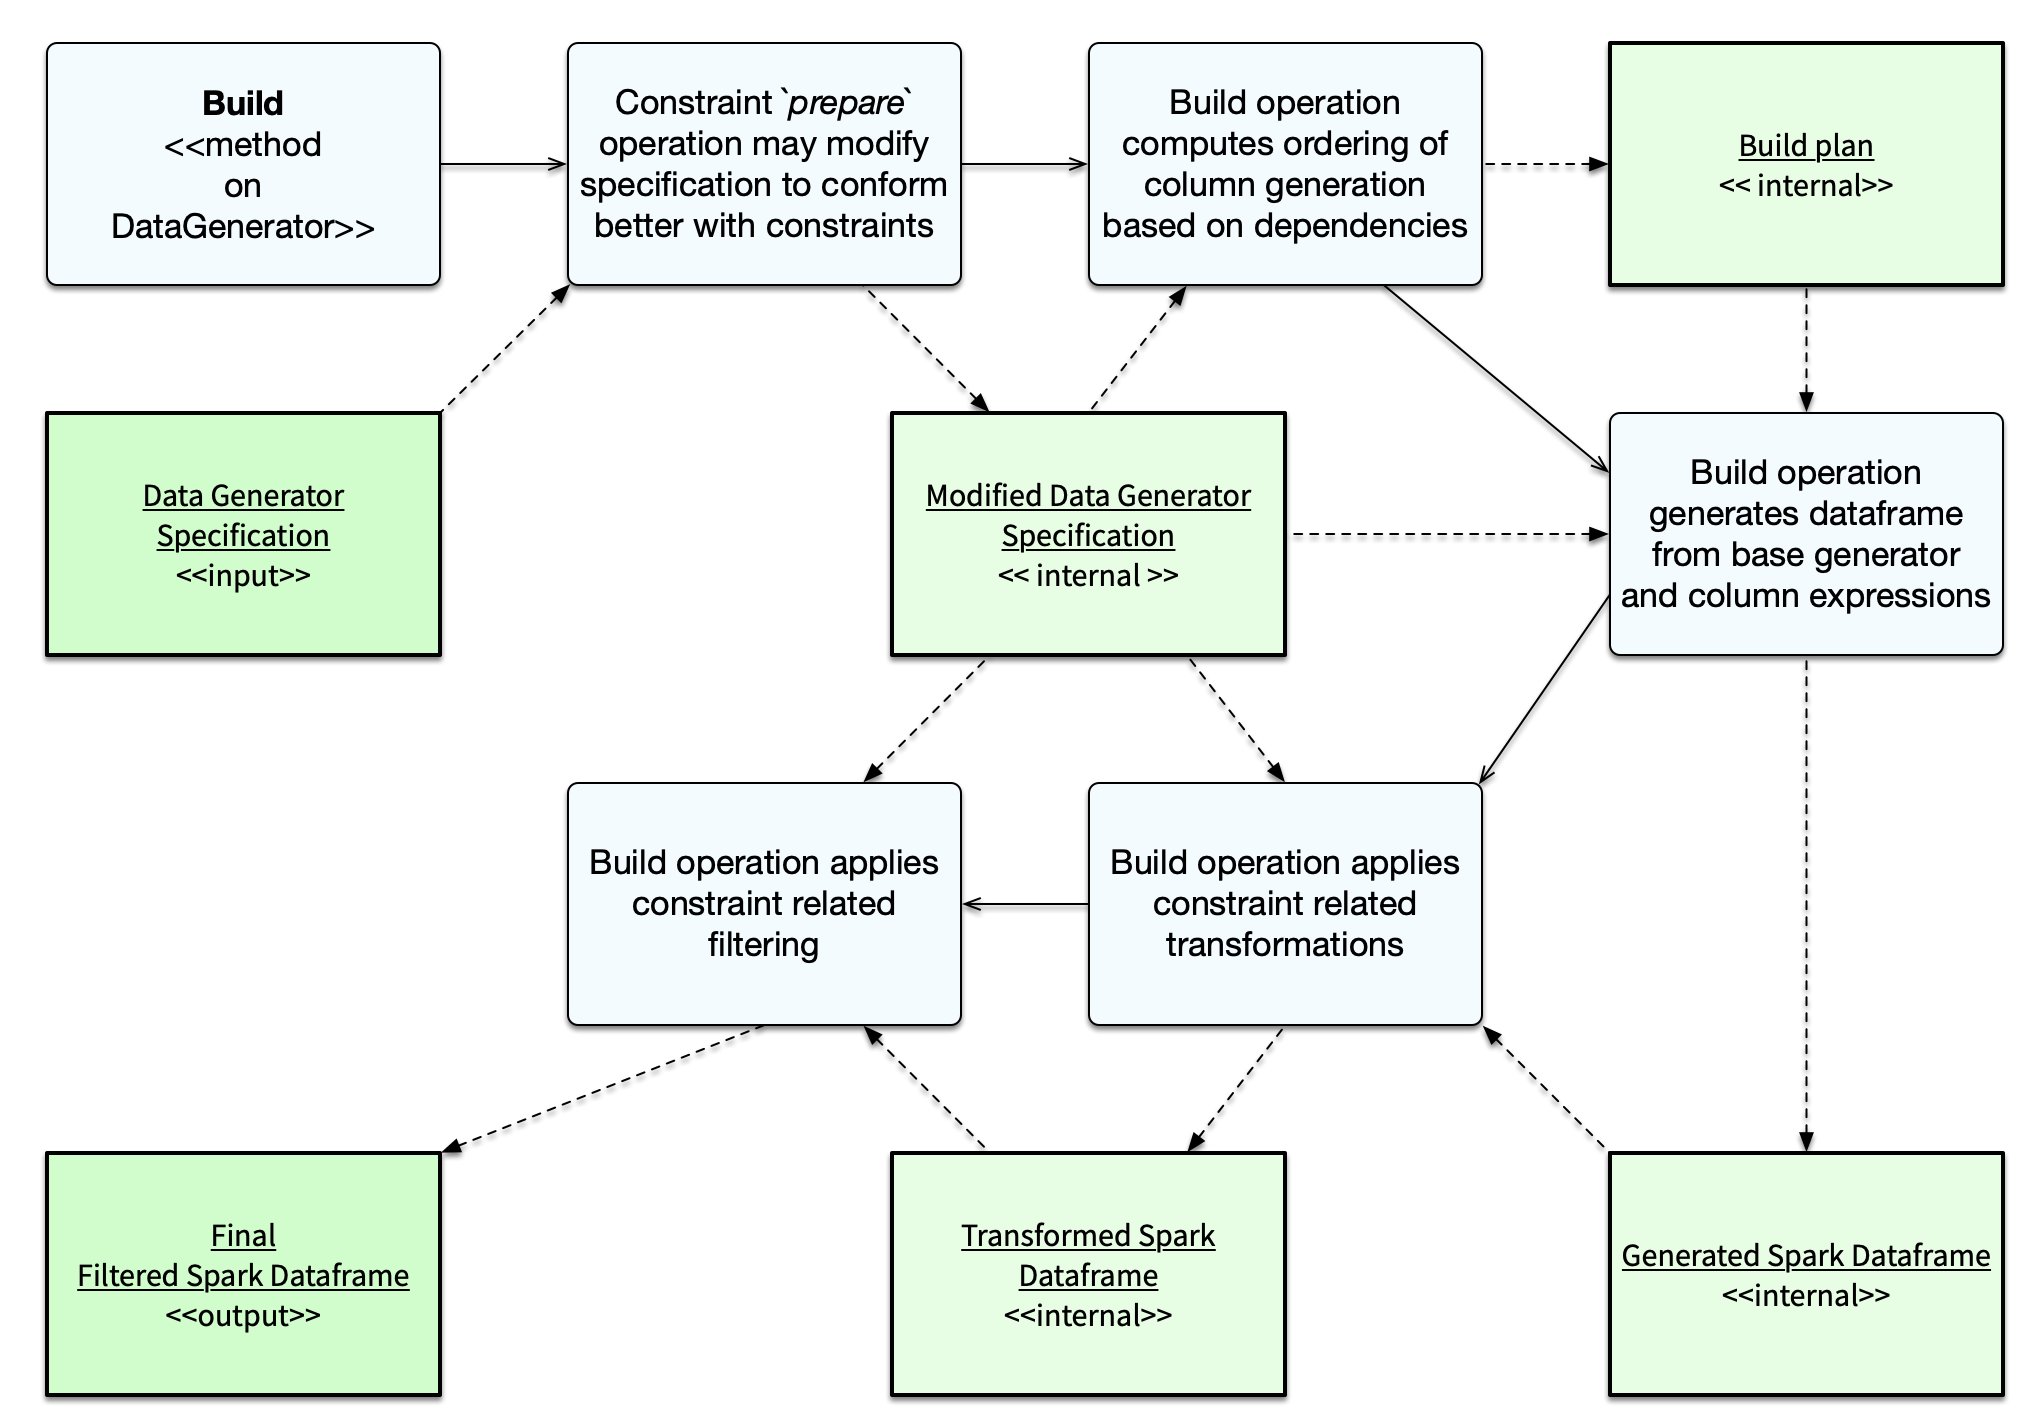 Build
<<method
on
DataGenerator>>
Constraint `prepare`
operation may modify
specification to conform
better with constraints
Build operation
computes ordering of
column generation
based on dependencies
Build plan
<< internal>>
Data Generator
Specification
<<input>>
Modified Data Generator
Specification
<< internal >>
Build operation
generates dataframe
from base generator
and column expressions
Build operation applies
constraint related
filtering
Build operation applies
constraint related
transformations
Final
Filtered Spark Dataframe
<<output>>
Transformed Spark
Dataframe
<<internal>>
Generated Spark Dataframe
<<internal>>